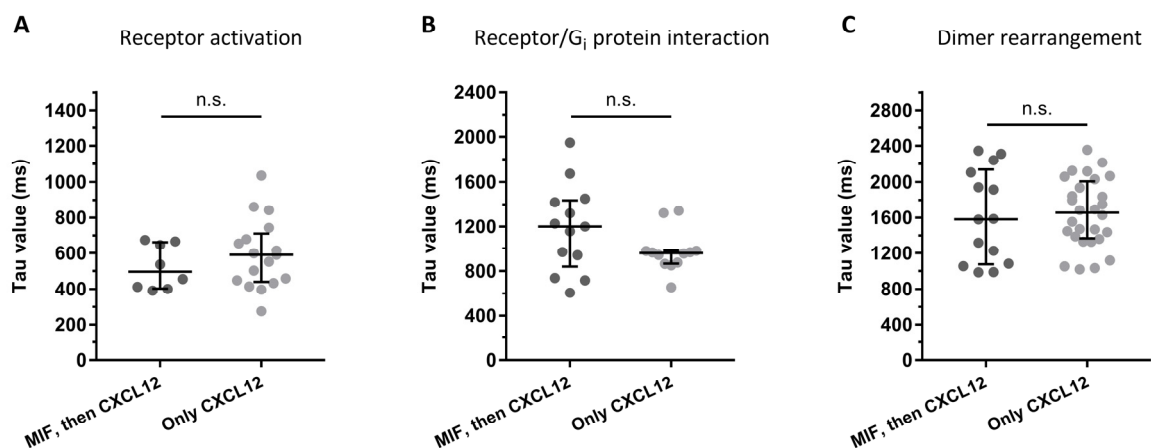 A
Receptor activation
n.s.
1400
1200
1000
800
600
400
200
0
Tau value (ms)
MIF, then CXCL12
Only CXCL12
B
Receptor/Gi protein interaction
n.s.
2400
2000
1600
1200
800
400
0
Tau value (ms)
MIF, then CXCL12
Only CXCL12
C
Dimer rearrangement
n.s.
2800
2400
2000
1600
1200
800
400
0
Tau value (ms)
MIF, then CXCL12
Only CXCL12